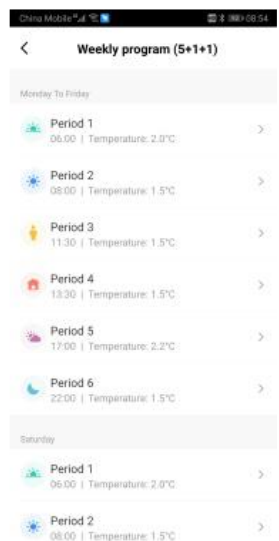 China Mobile 08:54
Weekly program (5+1+1)
Monday To Friday
Period 1
06:00 | Temperature: 2.0°C
Period 2
08:00 | Temperature: 1.5°C
Period 3
11:30 | Temperature: 1.5°C
Period 4
13:30 | Temperature: 1.5°C
Period 5
17:00 | Temperature: 2.2°C
Period 6
22:00 | Temperature: 1.5°C
Saturday
Period 1
06:00 | Temperature: 2.0°C
Period 2
08:00 | Temperature: 1.5°C